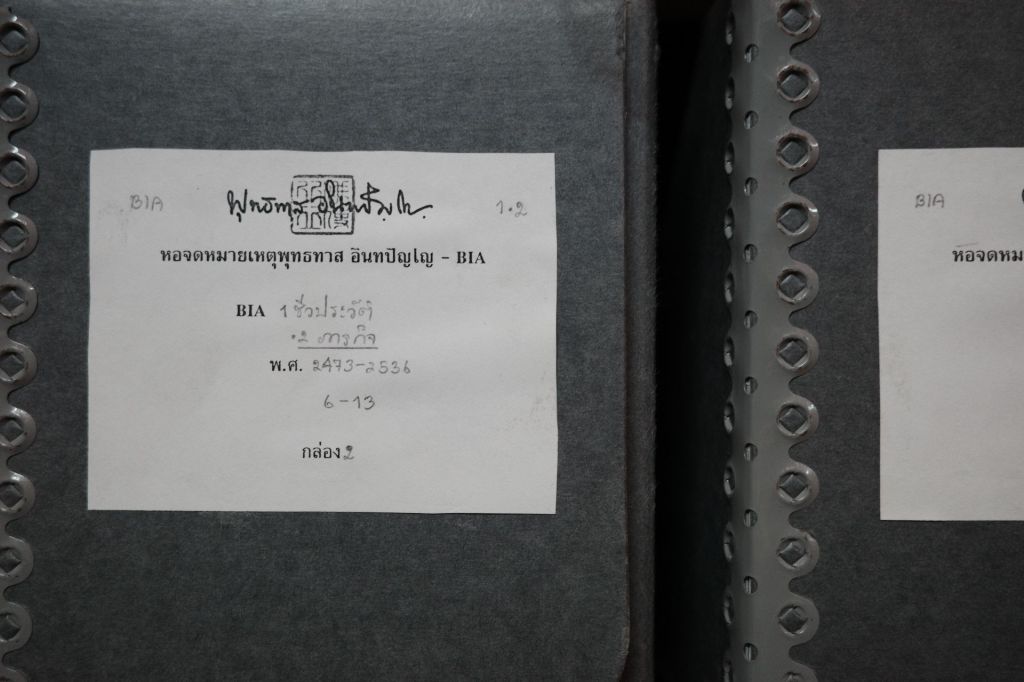 BIA พุทธทาส อินทปัญโญ 1.2
หอจดหมายเหตุพุทธทาส อินทปัญโญ - BIA
BIA 1 ชีวประวัติ
.2 ภารกิจ
พ.ศ. 2473-2536
6-13
กล่อง 2
BIA
หอจดหมา